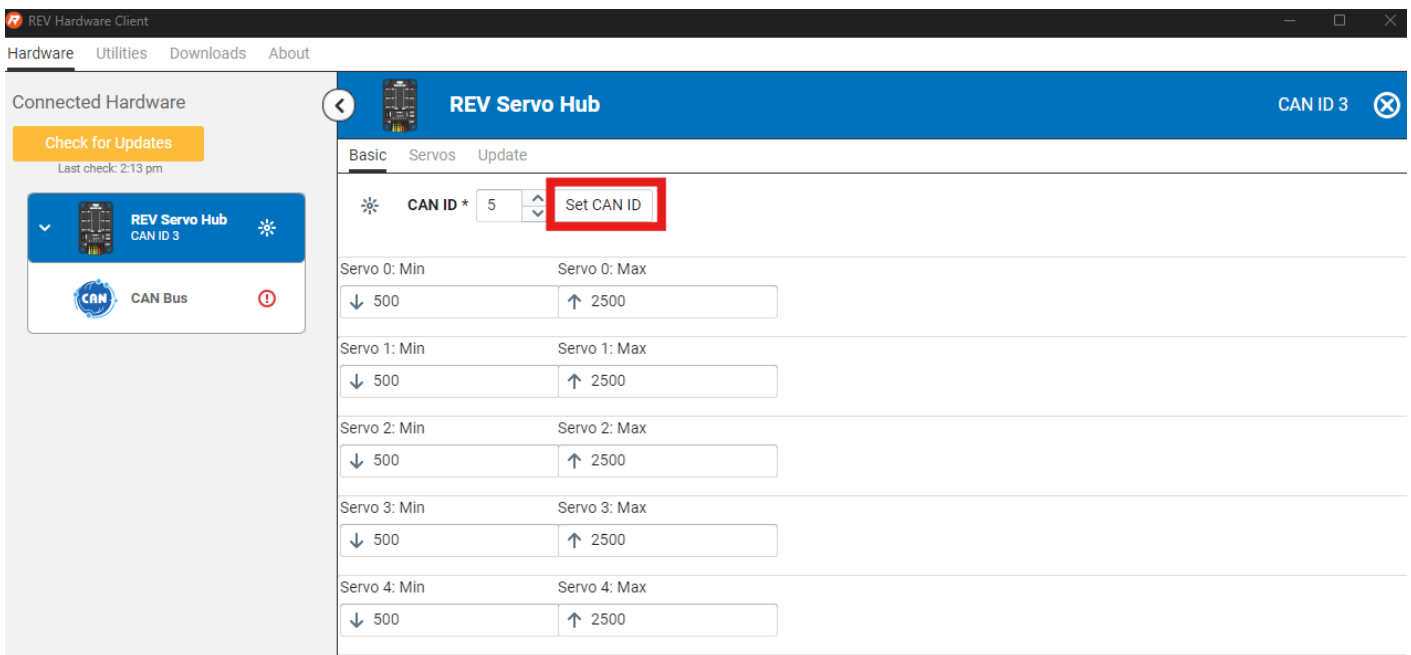 REV Hardware Client
Hardware Utilities Downloads About
Connected Hardware
Check for Updates
Last check: 2:13 pm
REV Servo Hub
CAN ID 3
CAN
CAN Bus
REV Servo Hub
CAN ID 3
Basic Servos Update
CAN ID * 5 Set CAN ID
Servo 0: Min Servo 0: Max
500 2500
Servo 1: Min Servo 1: Max
500 2500
Servo 2: Min Servo 2: Max
500 2500
Servo 3: Min Servo 3: Max
500 2500
Servo 4: Min Servo 4: Max
500 2500